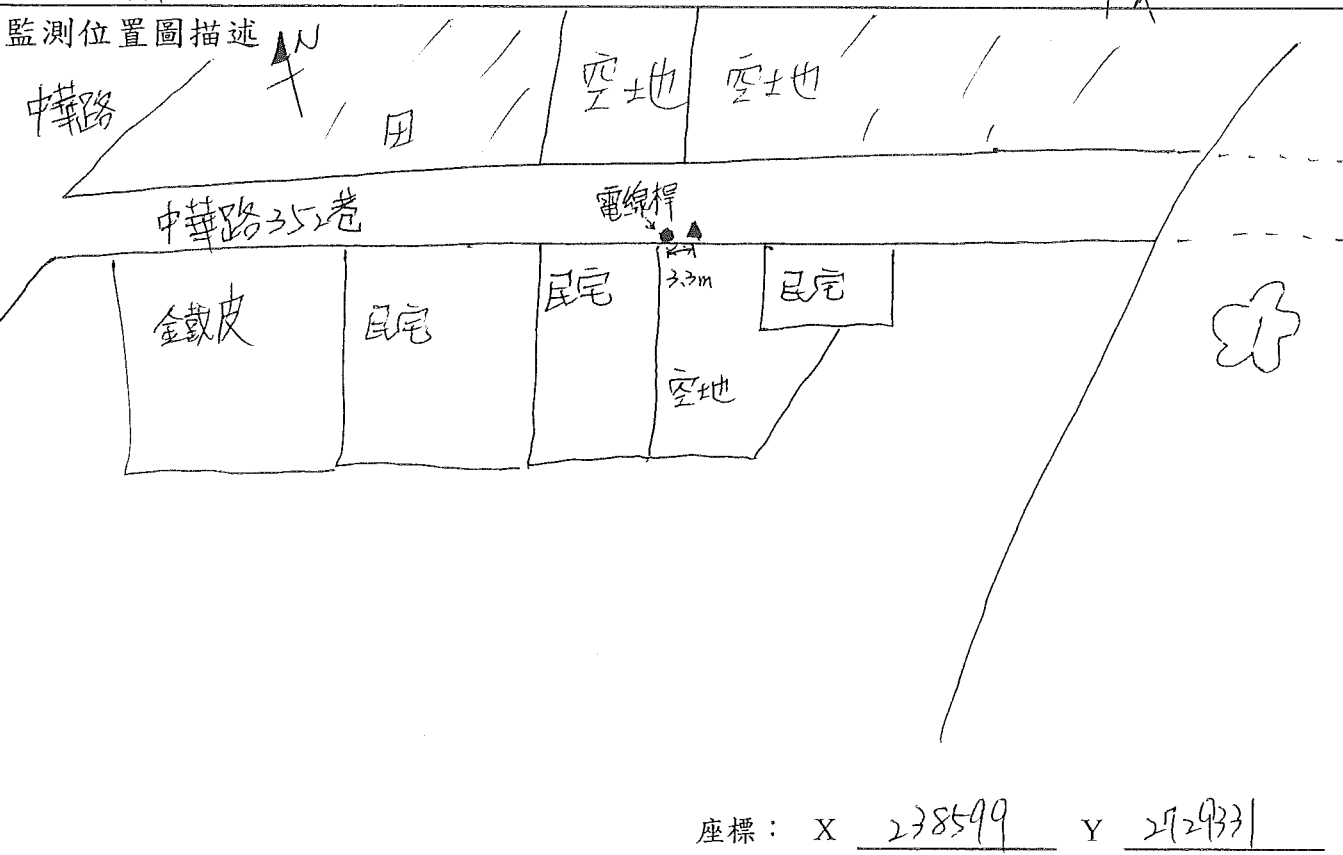 監測位置圖描述
N
中華路
田
空地
空地
中華路352巷
電線桿
3.3m
鐵皮
民宅
民宅
空地
民宅
座標： X 238599 Y 2729331